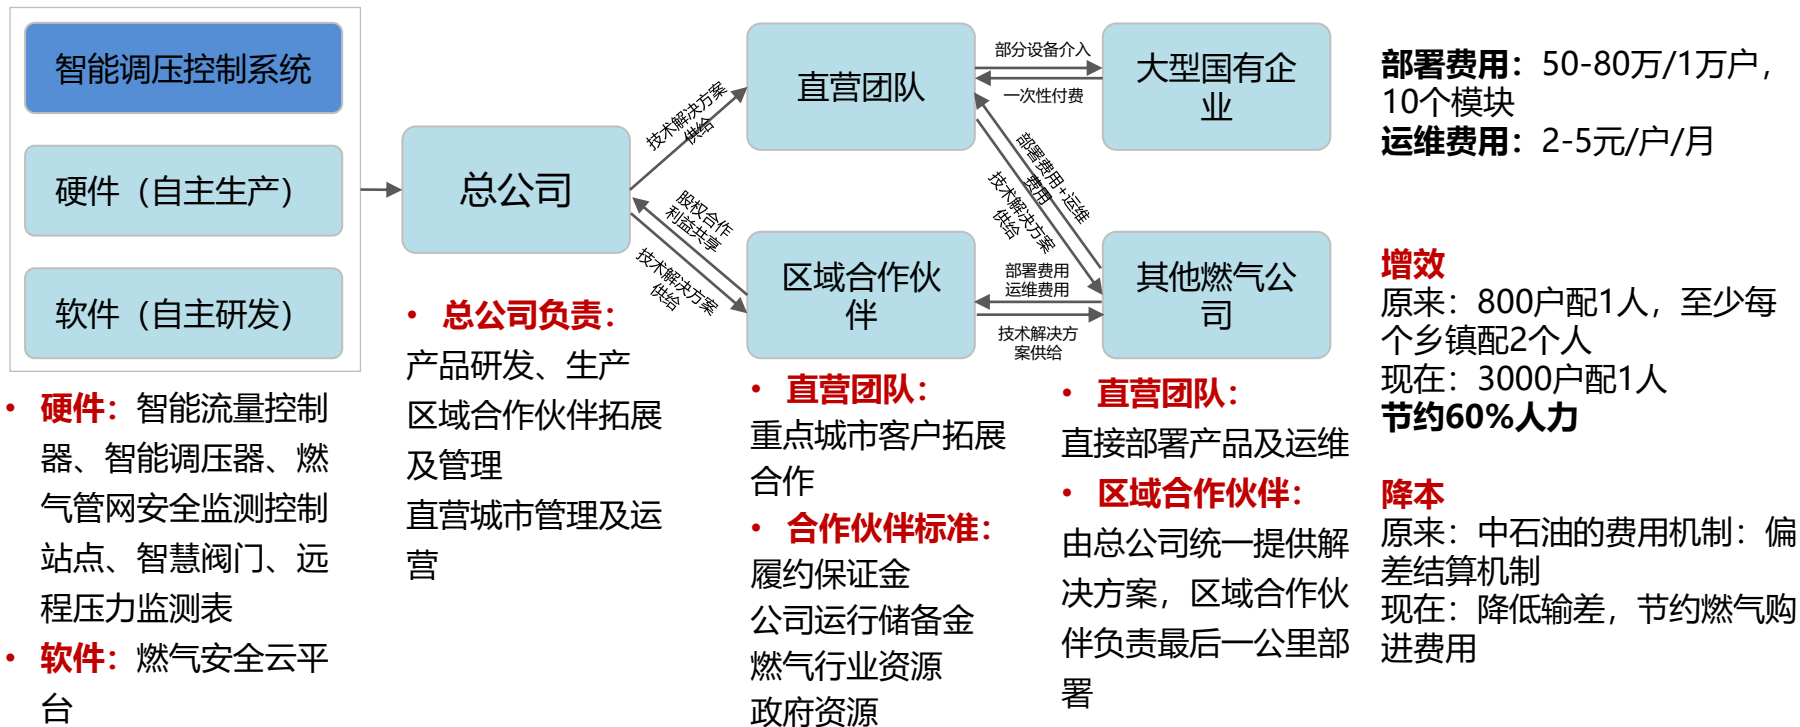 智能调压控制系统
硬件（自主生产）
软件（自主研发）
• 硬件：智能流量控制
器、智能调压器、燃
气管网安全监测控制
站点、智慧阀门、远
程压力监测表
• 软件：燃气安全云平
台
总公司
• 总公司负责：
产品研发、生产
区域合作伙伴拓展
及管理
直营城市管理及运
营
技术解决方案
供给
股权合作
利益共享
技术解决方案
供给
直营团队
区域合作伙
伴
• 直营团队：
重点城市客户拓展
合作
• 合作伙伴标准：
履约保证金
公司运行储备金
燃气行业资源
政府资源
部分设备介入
一次性付费
部署费用+运维
费用
技术解决方案
供给
部署费用
运维费用
技术解决方
案供给
大型国有企
业
其他燃气公
司
• 直营团队：
直接部署产品及运维
• 区域合作伙伴：
由总公司统一提供解
决方案，区域合作伙
伴负责最后一公里部
署
部署费用：50-80万/1万户，
10个模块
运维费用：2-5元/户/月
增效
原来：800户配1人，至少每
个乡镇配2个人
现在：3000户配1人
节约60%人力
降本
原来：中石油的费用机制：偏
差结算机制
现在：降低输差，节约燃气购
进费用